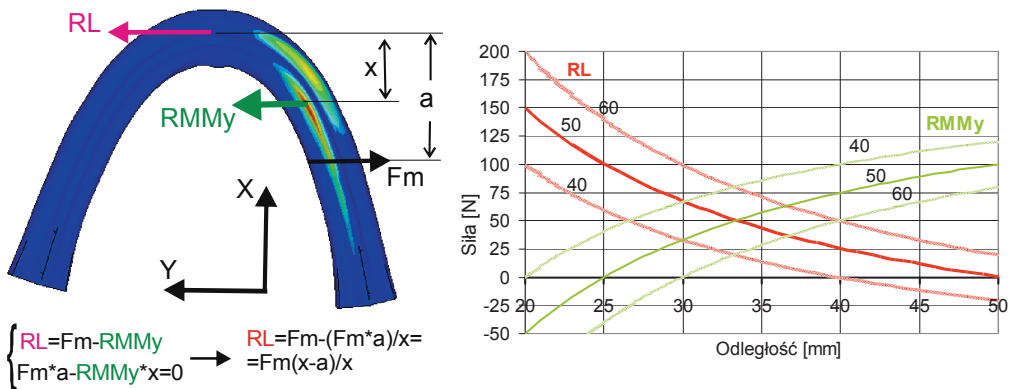 RL
RMMy
x
a
Fm
X
Y
RL=Fm-RMMy
Fm*a-RMMy*x=0
RL=Fm-(Fm*a)/x=
=Fm(x-a)/x
Siła [N]
200
175
150
125
100
75
50
25
0
-25
-50
20
25
30
35
40
45
50
RL
60
50
40
RMMy
40
50
60
Odległość [mm]